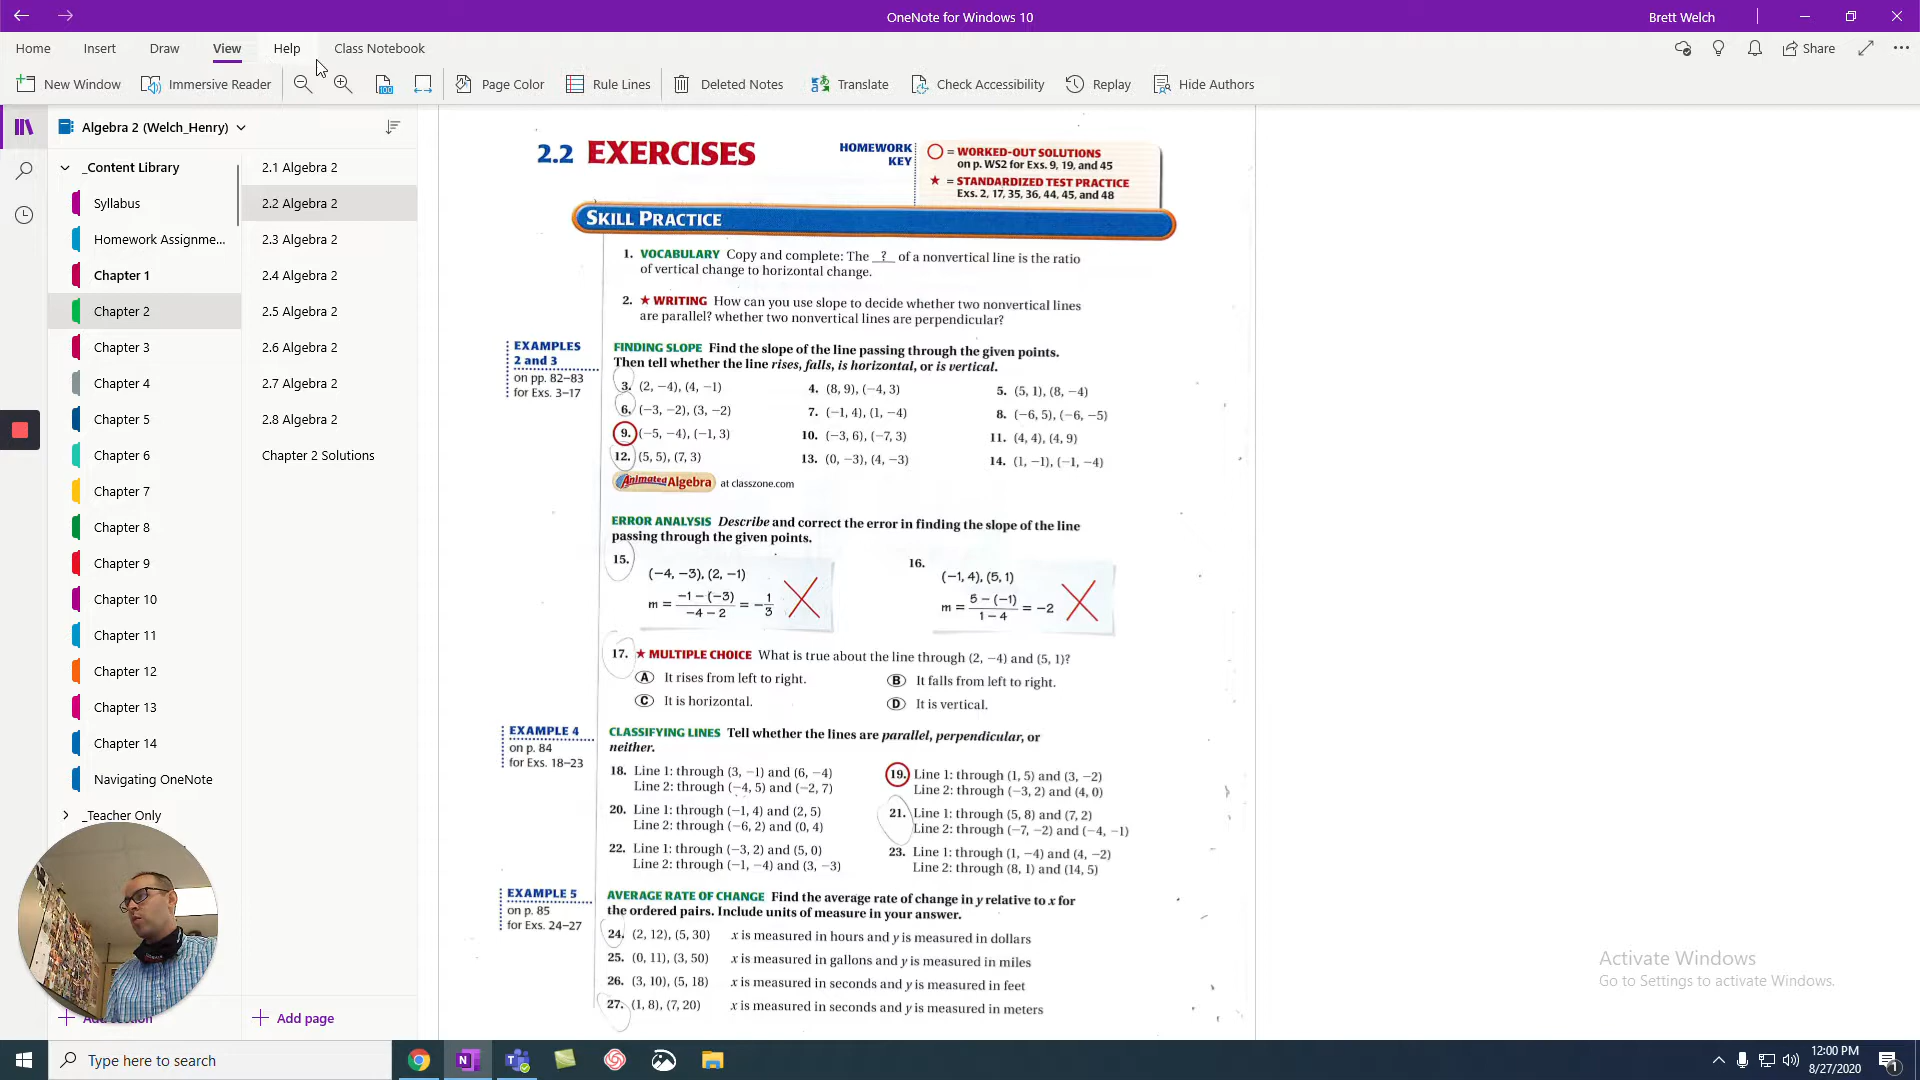 OneNote for Windows 10
Brett Welch
Home Insert Draw View Help Class Notebook
Share
New Window Immersive Reader Page Color Rule Lines Deleted Notes Translate Check Accessibility Replay Hide Authors
Algebra 2 (Welch_Henry)
_Content Library
Syllabus
Homework Assignme...
Chapter 1
Chapter 2
Chapter 3
Chapter 4
Chapter 5
Chapter 6
Chapter 7
Chapter 8
Chapter 9
Chapter 10
Chapter 11
Chapter 12
Chapter 13
Chapter 14
Navigating OneNote
_Teacher Only
2.1 Algebra 2
2.2 Algebra 2
2.3 Algebra 2
2.4 Algebra 2
2.5 Algebra 2
2.6 Algebra 2
2.7 Algebra 2
2.8 Algebra 2
Chapter 2 Solutions
Add page
2.2 EXERCISES
HOMEWORK
KEY
= WORKED-OUT SOLUTIONS
on p. WS2 for Exs. 9, 19, and 45
★ = STANDARDIZED TEST PRACTICE
Exs. 2, 17, 35, 36, 44, 45, and 48
SKILL PRACTICE
1. VOCABULARY Copy and complete: The _?_ of a nonvertical line is the ratio
of vertical change to horizontal change.
2. ★ WRITING How can you use slope to decide whether two nonvertical lines
are parallel? whether two nonvertical lines are perpendicular?
EXAMPLES
2 and 3
on pp. 82–83
for Exs. 3–17
FINDING SLOPE Find the slope of the line passing through the given points.
Then tell whether the line rises, falls, is horizontal, or is vertical.
3. (2, −4), (4, −1) 4. (8, 9), (−4, 3) 5. (5, 1), (8, −4)
6. (−3, −2), (3, −2) 7. (−1, 4), (1, −4) 8. (−6, 5), (−6, −5)
9. (−5, −4), (−1, 3) 10. (−3, 6), (−7, 3) 11. (4, 4), (4, 9)
12. (5, 5), (7, 3) 13. (0, −3), (4, −3) 14. (1, −1), (−1, −4)
Animated Algebra at classzone.com
ERROR ANALYSIS Describe and correct the error in finding the slope of the line
passing through the given points.
15. 16.
(−4, −3), (2, −1)
m = −1 − (−3) / −4 − 2 = −1/3
(−1, 4), (5, 1)
m = 5 − (−1) / 1 − 4 = −2
17. ★ MULTIPLE CHOICE What is true about the line through (2, −4) and (5, 1)?
A It rises from left to right. B It falls from left to right.
C It is horizontal. D It is vertical.
EXAMPLE 4
on p. 84
for Exs. 18–23
CLASSIFYING LINES Tell whether the lines are parallel, perpendicular, or
neither.
18. Line 1: through (3, −1) and (6, −4)
Line 2: through (−4, 5) and (−2, 7)
19. Line 1: through (1, 5) and (3, −2)
Line 2: through (−3, 2) and (4, 0)
20. Line 1: through (−1, 4) and (2, 5)
Line 2: through (−6, 2) and (0, 4)
21. Line 1: through (5, 8) and (7, 2)
Line 2: through (−7, −2) and (−4, −1)
22. Line 1: through (−3, 2) and (5, 0)
Line 2: through (−1, −4) and (3, −3)
23. Line 1: through (1, −4) and (4, −2)
Line 2: through (8, 1) and (14, 5)
EXAMPLE 5
on p. 85
for Exs. 24–27
AVERAGE RATE OF CHANGE Find the average rate of change in y relative to x for
the ordered pairs. Include units of measure in your answer.
24. (2, 12), (5, 30) x is measured in hours and y is measured in dollars
25. (0, 11), (3, 50) x is measured in gallons and y is measured in miles
26. (3, 10), (5, 18) x is measured in seconds and y is measured in feet
27. (1, 8), (7, 20) x is measured in seconds and y is measured in meters
Activate Windows
Go to Settings to activate Windows.
Type here to search
12:00 PM
8/27/2020